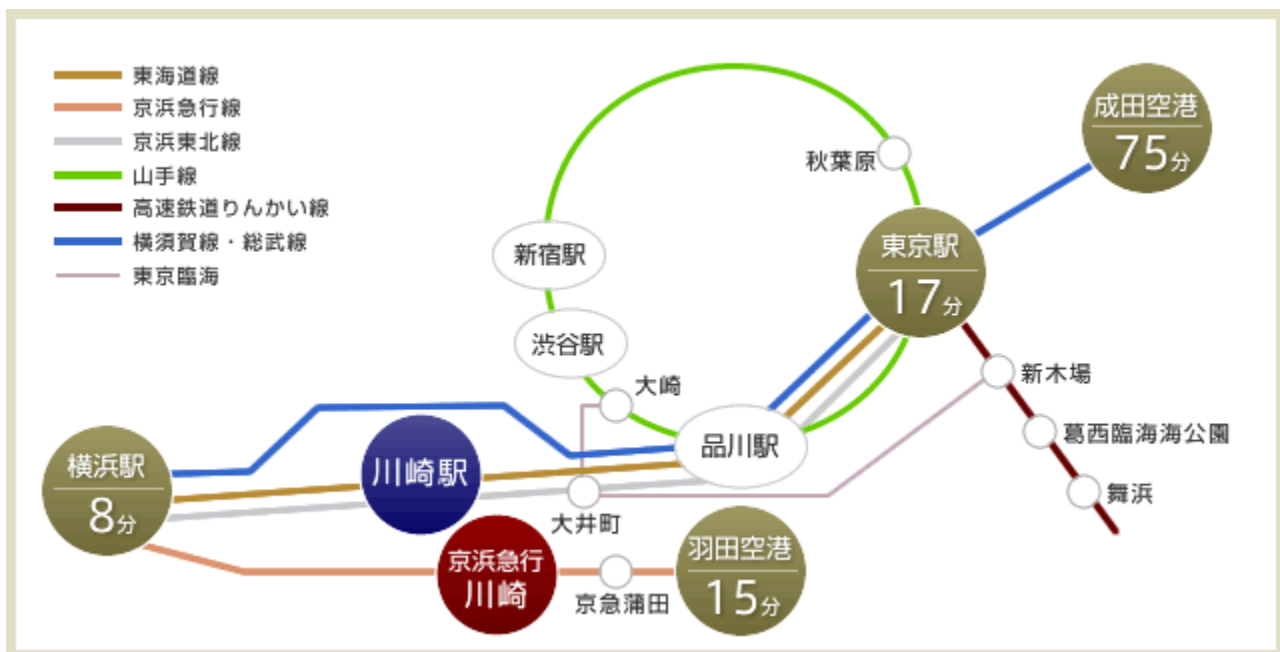 東海道線
京浜急行線
京浜東北線
山手線
高速鉄道りんかい線
横須賀線・総武線
東京臨海
成田空港
75分
秋葉原
東京駅
17分
新宿駅
渋谷駅
大崎
新木場
品川駅
葛西臨海海公園
横浜駅
8分
川崎駅
舞浜
大井町
京浜急行
川崎
京急蒲田
羽田空港
15分